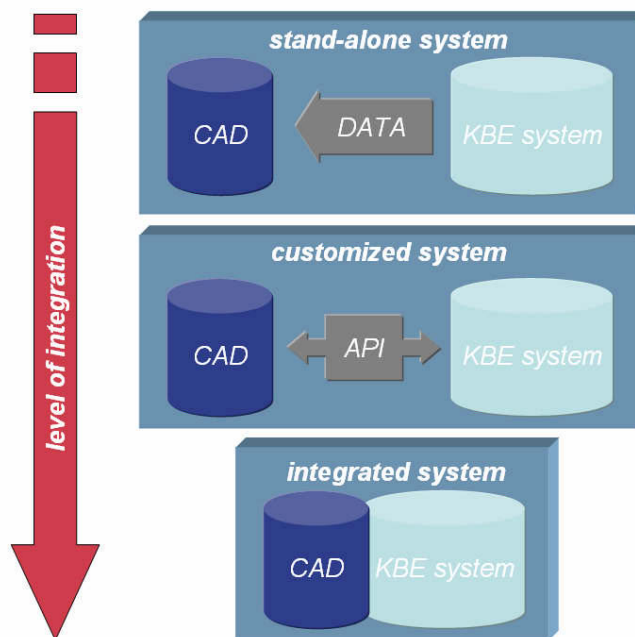 stand-alone system
CAD
DATA
KBE system
customized system
CAD
API
KBE system
integrated system
CAD
KBE system
level of integration